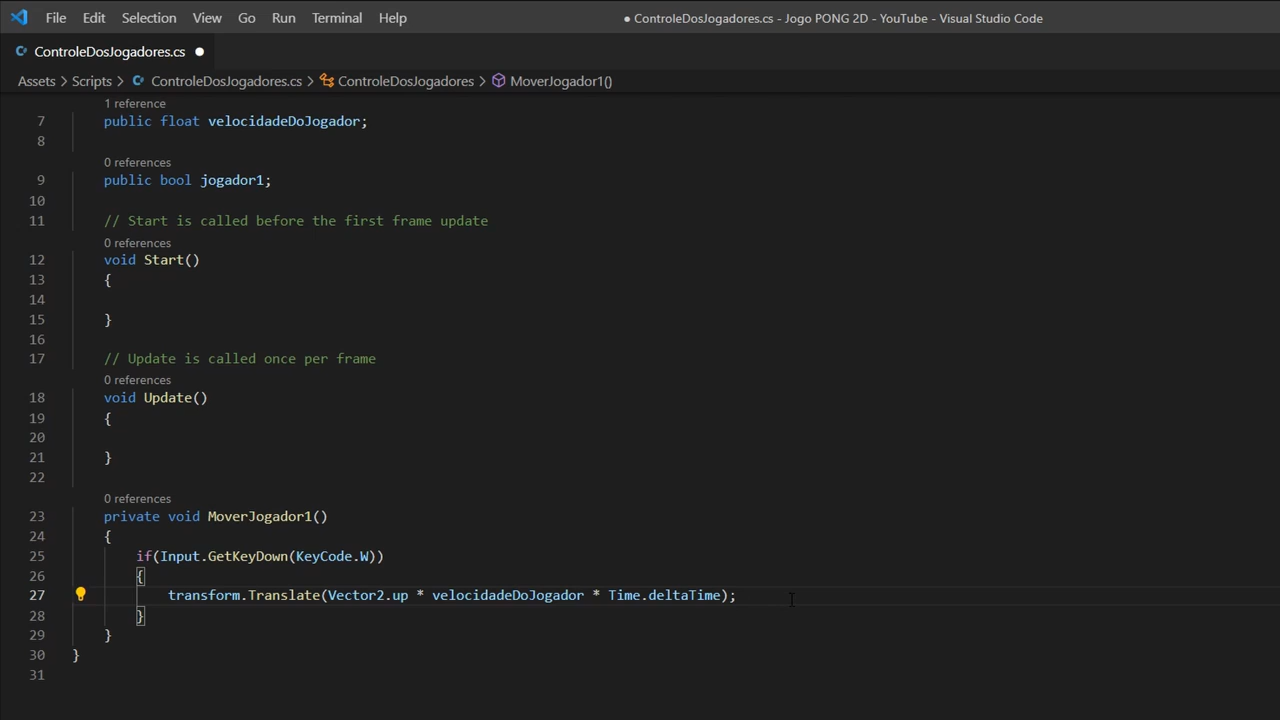 File Edit Selection View Go Run Terminal Help ● ControleDosJogadores.cs - Jogo PONG 2D - YouTube - Visual Studio Code
ControleDosJogadores.cs ●
Assets > Scripts > ControleDosJogadores.cs > ControleDosJogadores > MoverJogador1()
1 reference
7 public float velocidadeDoJogador;
8
0 references
9 public bool jogador1;
10
11 // Start is called before the first frame update
0 references
12 void Start()
13 {
14
15 }
16
17 // Update is called once per frame
0 references
18 void Update()
19 {
20
21 }
22
0 references
23 private void MoverJogador1()
24 {
25 if(Input.GetKeyDown(KeyCode.W))
26 {
27 transform.Translate(Vector2.up * velocidadeDoJogador * Time.deltaTime);
28 }
29 }
30 }
31